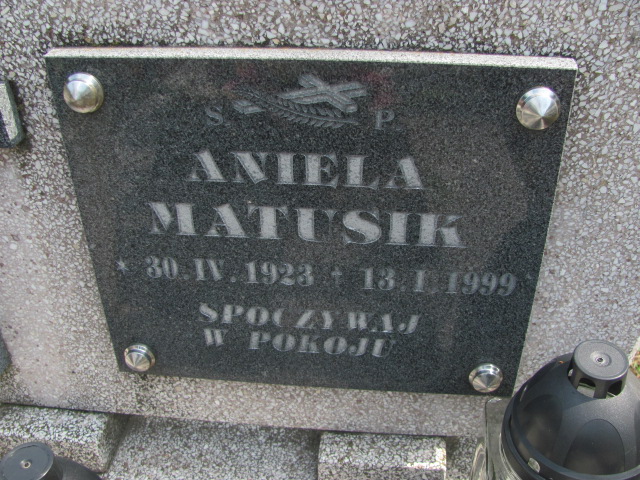 S P.
ANIELA
MATUSIK
* 30.IV.1923 † 13.I.1999
SPOCZYWAJ
W POKOJU